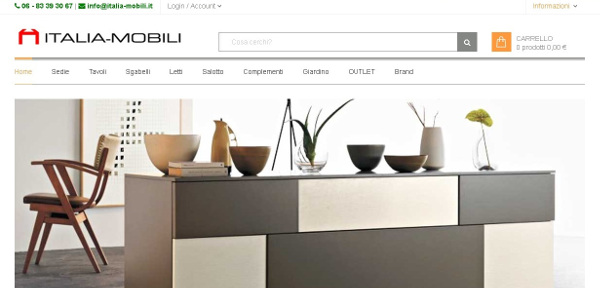 06 - 83 39 30 67 | info@italia-mobili.it Login / Account Informazioni
ITALIA-MOBILI
Cosa cerchi?
CARRELLO
0 prodotti 0,00 €
Home Sedie Tavoli Sgabelli Letti Salotto Complementi Giardino OUTLET Brand